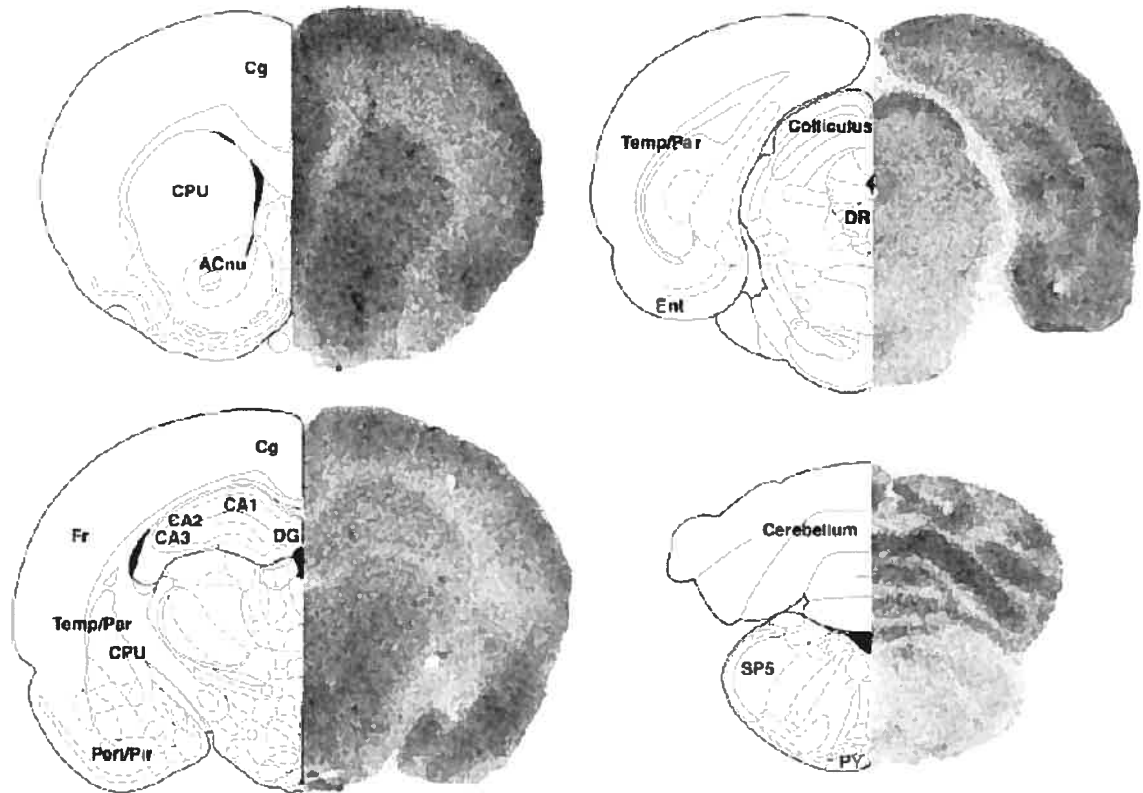 Cg
CPU
ACnu
Colliculus
Temp/Par
DR
Ent
Cg
CA1
CA2
Fr
CA3
DG
Temp/Par
CPU
Peri/Pir
Cerebellum
SP5
PY